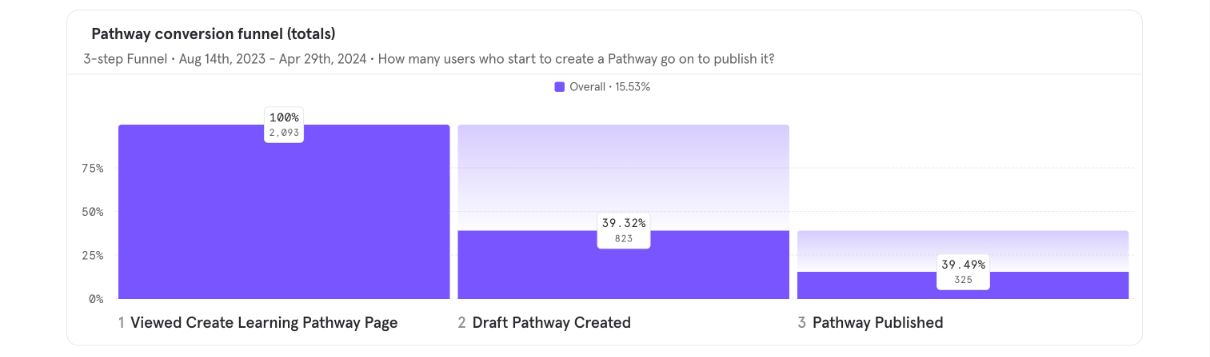 Pathway conversion funnel (totals)
3-step Funnel • Aug 14th, 2023 - Apr 29th, 2024 • How many users who start to create a Pathway go on to publish it?
Overall • 15.53%
100%
2,093
75%
50%
25%
0%
39.32%
823
39.49%
325
1 Viewed Create Learning Pathway Page
2 Draft Pathway Created
3 Pathway Published